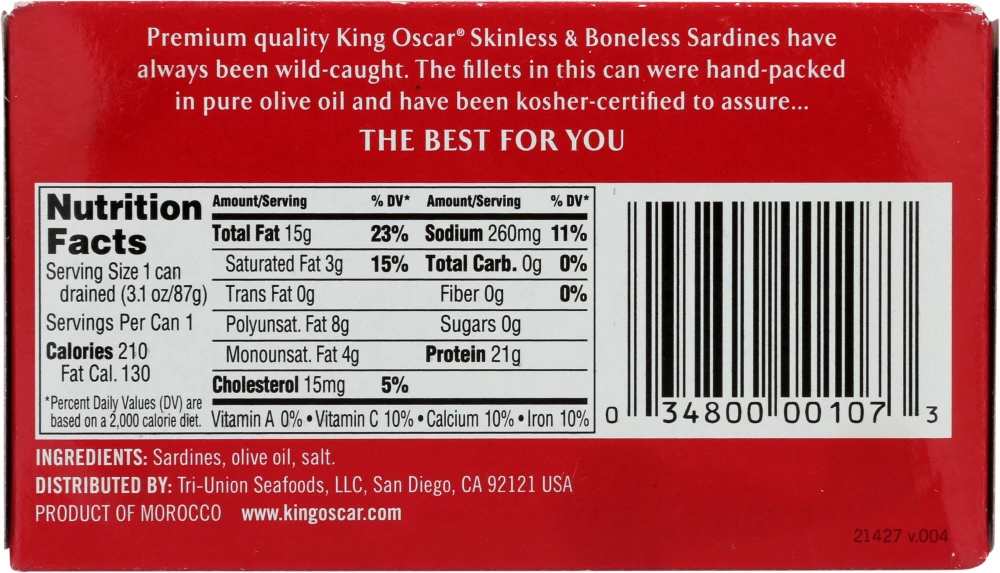 Premium quality King Oscar® Skinless & Boneless Sardines have
always been wild-caught. The fillets in this can were hand-packed
in pure olive oil and have been kosher-certified to assure...
THE BEST FOR YOU
Nutrition
Facts
Serving Size 1 can
drained (3.1 oz/87g)
Servings Per Can 1
Calories 210
Fat Cal. 130
*Percent Daily Values (DV) are
based on a 2,000 calorie diet.
Amount/Serving % DV* Amount/Serving % DV*
Total Fat 15g 23% Sodium 260mg 11%
Saturated Fat 3g 15% Total Carb. 0g 0%
Trans Fat 0g Fiber 0g 0%
Polyunsat. Fat 8g Sugars 0g
Monounsat. Fat 4g Protein 21g
Cholesterol 15mg 5%
Vitamin A 0% • Vitamin C 10% • Calcium 10% • Iron 10%
0 34800 00107 3
INGREDIENTS: Sardines, olive oil, salt.
DISTRIBUTED BY: Tri-Union Seafoods, LLC, San Diego, CA 92121 USA
PRODUCT OF MOROCCO www.kingoscar.com
21427 v.004